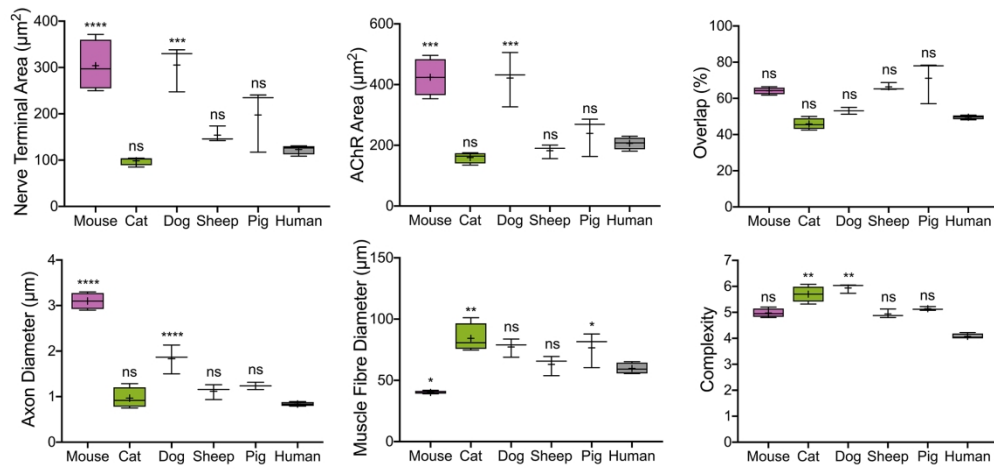 Nerve Terminal Area (µm²)
400
300
200
100
0
****
ns
***
ns
ns
Mouse Cat Dog Sheep Pig Human
AChR Area (µm²)
600
400
200
0
***
ns
***
ns
ns
Mouse Cat Dog Sheep Pig Human
Overlap (%)
100
80
60
40
20
0
ns
ns
ns
ns
ns
Mouse Cat Dog Sheep Pig Human
Axon Diameter (µm)
4
3
2
1
0
****
ns
****
ns
ns
Mouse Cat Dog Sheep Pig Human
Muscle Fibre Diameter (µm)
150
100
50
0
*
**
ns
ns
*
Mouse Cat Dog Sheep Pig Human
Complexity
7
6
5
4
3
2
1
0
ns
**
**
ns
ns
Mouse Cat Dog Sheep Pig Human